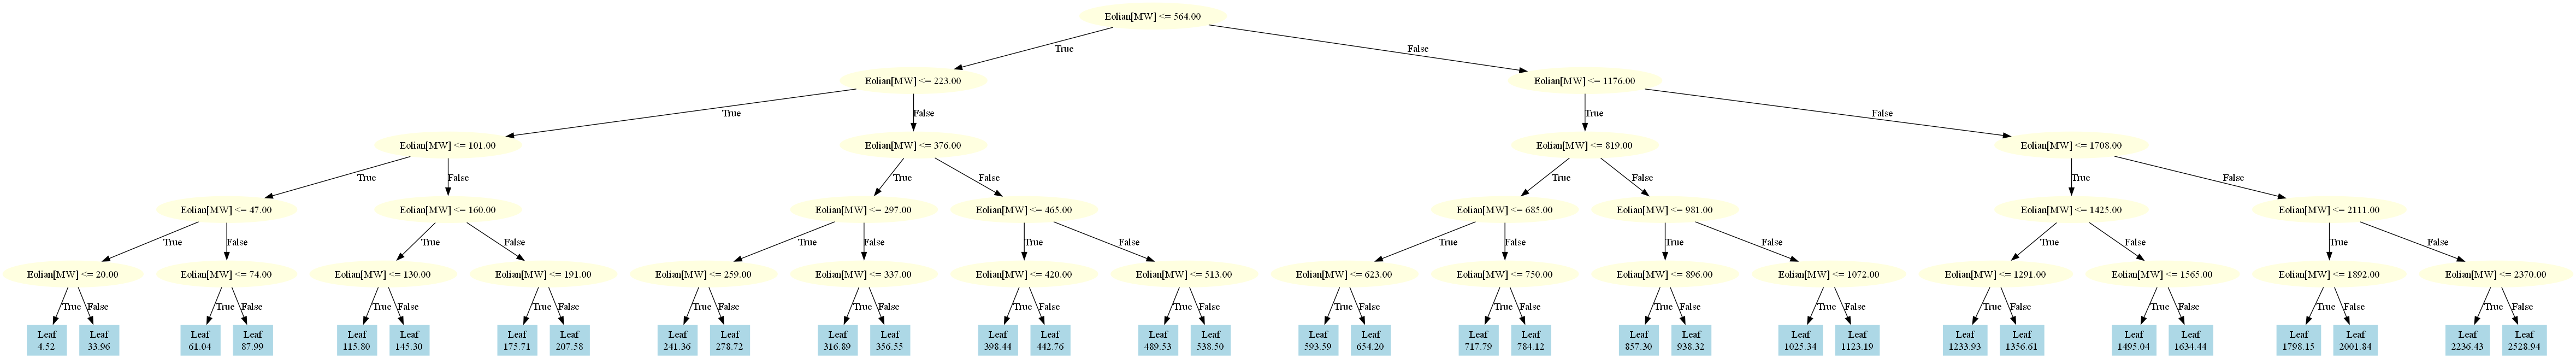 Eolian[MW] <= 564.00
True
False
Eolian[MW] <= 223.00
Eolian[MW] <= 1176.00
True
False
True
False
Eolian[MW] <= 101.00
Eolian[MW] <= 376.00
Eolian[MW] <= 819.00
Eolian[MW] <= 1708.00
True
False
True
False
True
False
True
False
Eolian[MW] <= 47.00
Eolian[MW] <= 160.00
Eolian[MW] <= 297.00
Eolian[MW] <= 465.00
Eolian[MW] <= 685.00
Eolian[MW] <= 981.00
Eolian[MW] <= 1425.00
Eolian[MW] <= 2111.00
True
False
True
False
True
False
True
False
True
False
True
False
True
False
True
False
Eolian[MW] <= 20.00
Eolian[MW] <= 74.00
Eolian[MW] <= 130.00
Eolian[MW] <= 191.00
Eolian[MW] <= 259.00
Eolian[MW] <= 337.00
Eolian[MW] <= 420.00
Eolian[MW] <= 513.00
Eolian[MW] <= 623.00
Eolian[MW] <= 750.00
Eolian[MW] <= 896.00
Eolian[MW] <= 1072.00
Eolian[MW] <= 1291.00
Eolian[MW] <= 1565.00
Eolian[MW] <= 1892.00
Eolian[MW] <= 2370.00
True
False
True
False
True
False
True
False
True
False
True
False
True
False
True
False
True
False
True
False
True
False
True
False
True
False
True
False
True
False
True
False
Leaf
4.52
Leaf
33.96
Leaf
61.04
Leaf
87.99
Leaf
115.80
Leaf
145.30
Leaf
175.71
Leaf
207.58
Leaf
241.36
Leaf
278.72
Leaf
316.89
Leaf
356.55
Leaf
398.44
Leaf
442.76
Leaf
489.53
Leaf
538.50
Leaf
593.59
Leaf
654.20
Leaf
717.79
Leaf
784.12
Leaf
857.30
Leaf
938.32
Leaf
1025.34
Leaf
1123.19
Leaf
1233.93
Leaf
1356.61
Leaf
1495.04
Leaf
1634.44
Leaf
1798.15
Leaf
2001.84
Leaf
2236.43
Leaf
2528.94